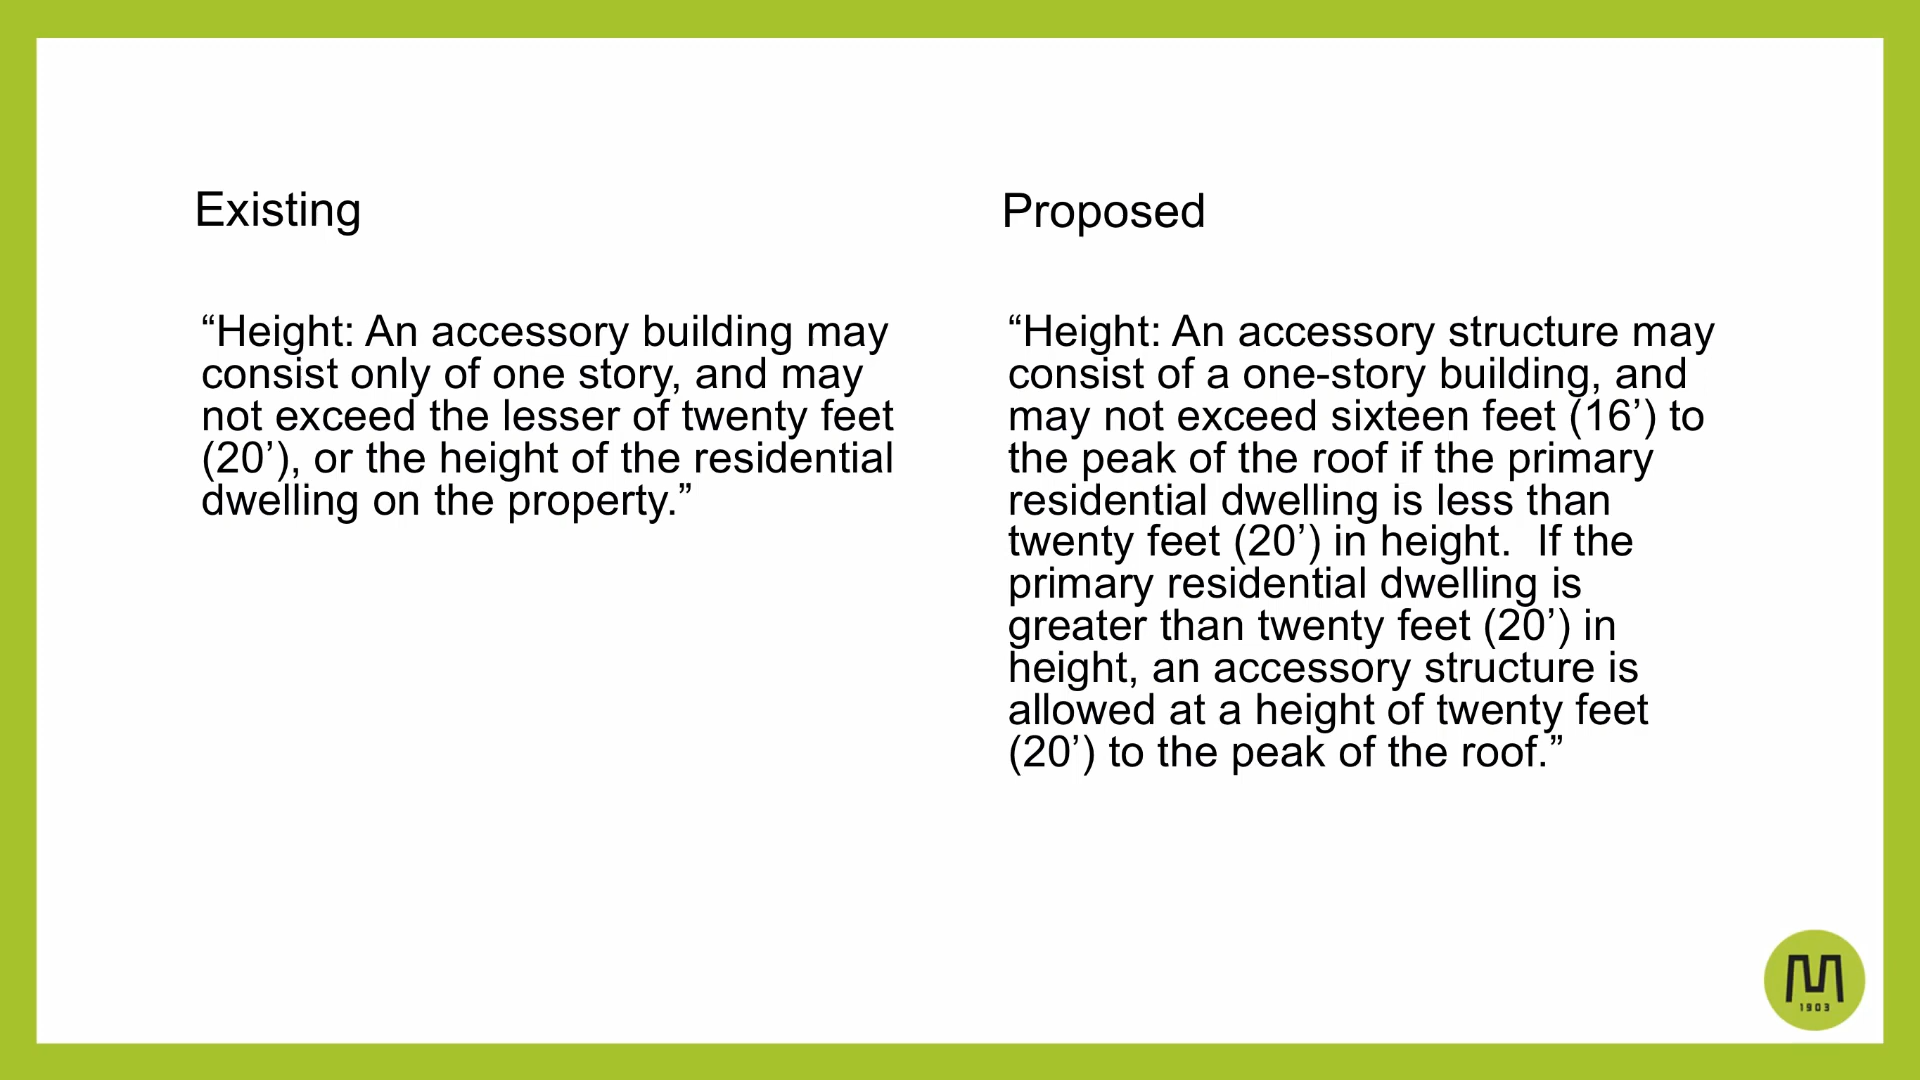 Existing
“Height: An accessory building may
consist only of one story, and may
not exceed the lesser of twenty feet
(20’), or the height of the residential
dwelling on the property.”
Proposed
“Height: An accessory structure may
consist of a one-story building, and
may not exceed sixteen feet (16’) to
the peak of the roof if the primary
residential dwelling is less than
twenty feet (20’) in height.  If the
primary residential dwelling is
greater than twenty feet (20’) in
height, an accessory structure is
allowed at a height of twenty feet
(20’) to the peak of the roof.”
M
1903